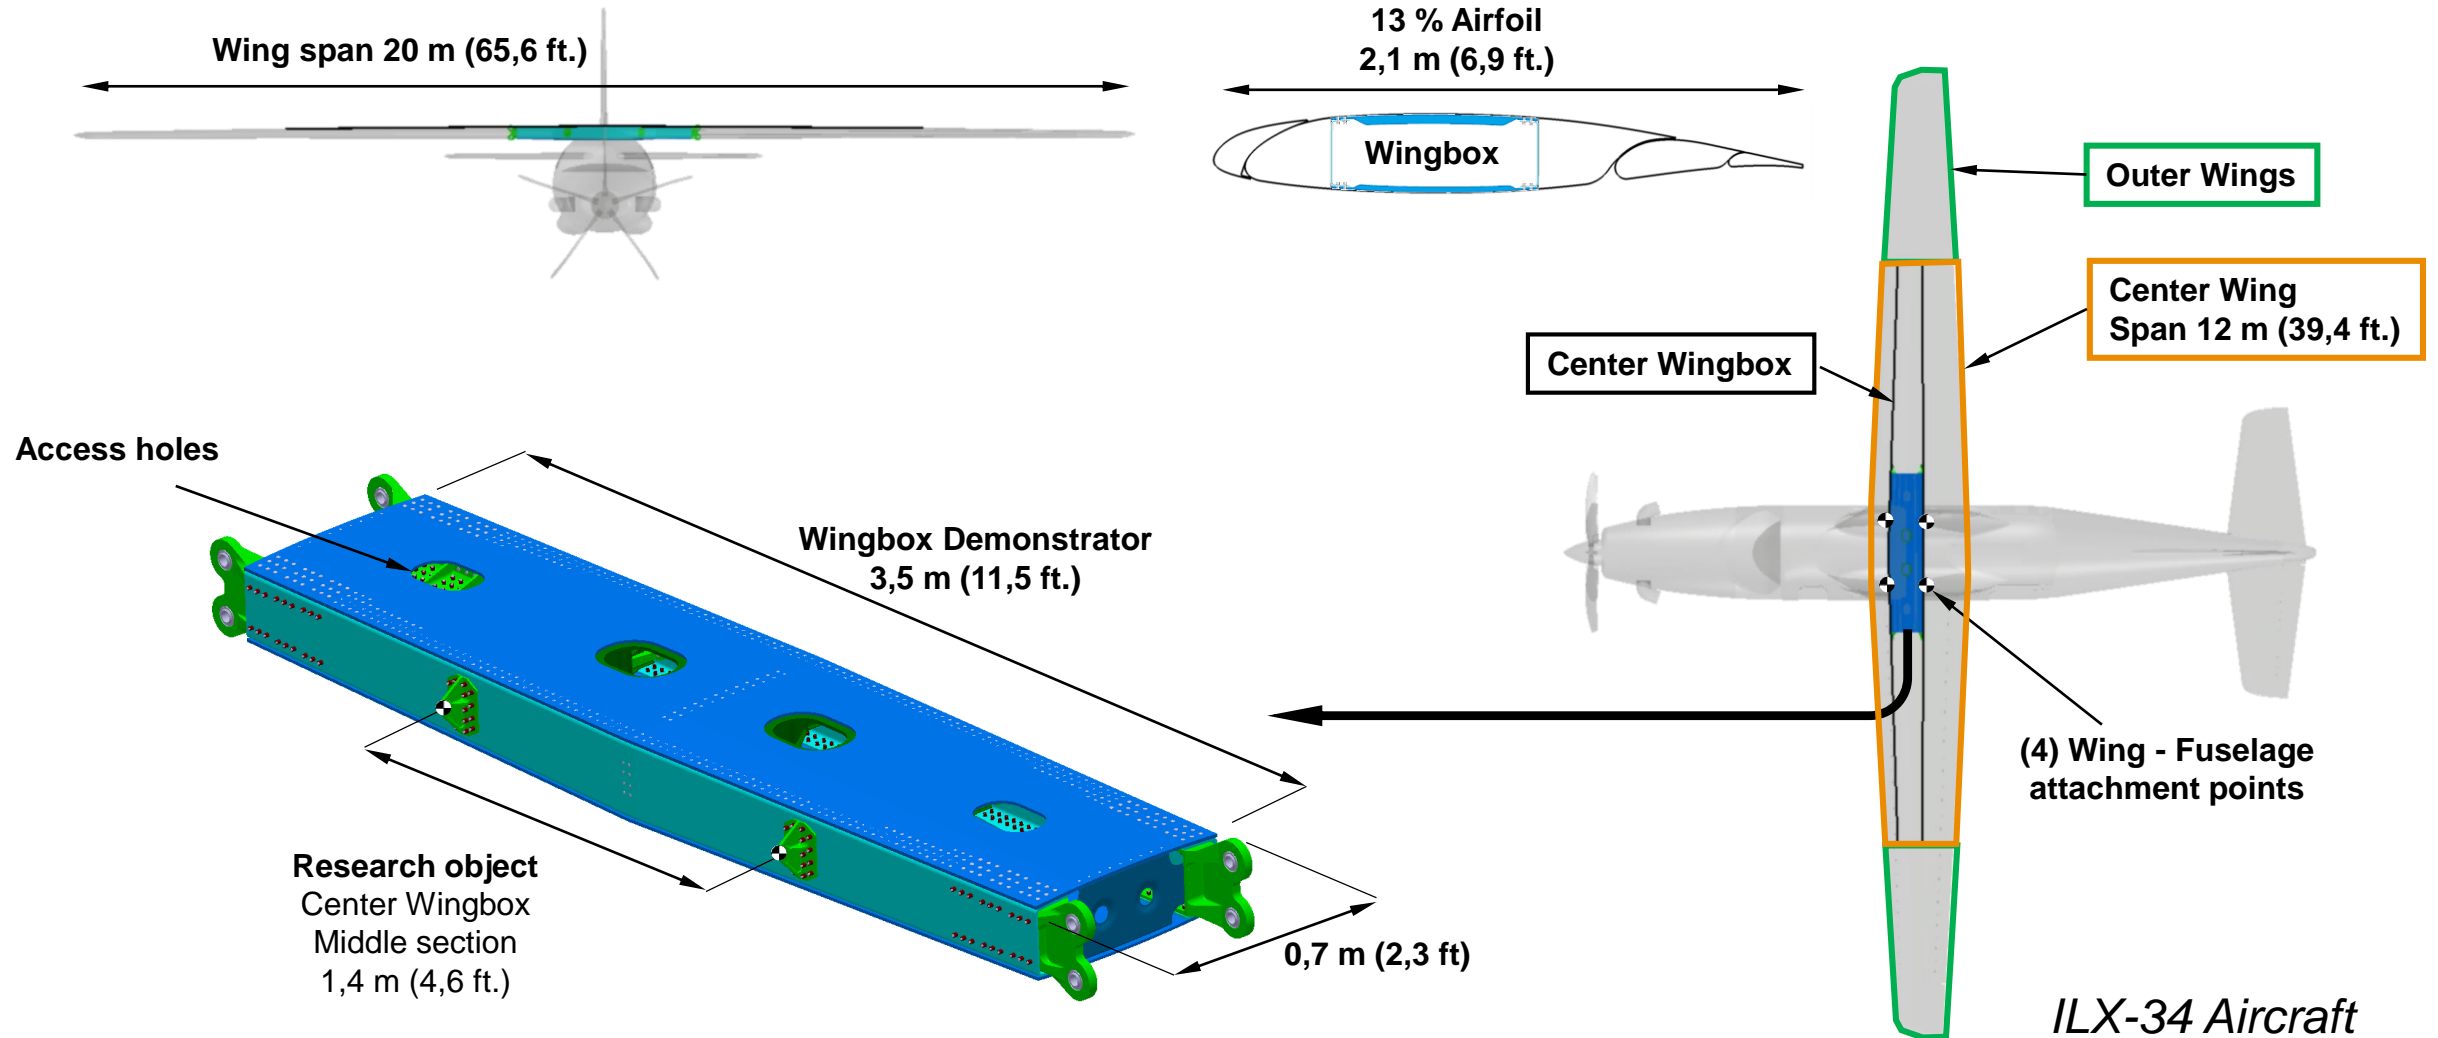 Wing span 20 m (65,6 ft.)
13 % Airfoil
2,1 m (6,9 ft.)
Wingbox
Outer Wings
Center Wing
Span 12 m (39,4 ft.)
Center Wingbox
Access holes
Wingbox Demonstrator
3,5 m (11,5 ft.)
(4) Wing - Fuselage
attachment points
Research object
Center Wingbox
Middle section
1,4 m (4,6 ft.)
0,7 m (2,3 ft)
ILX-34 Aircraft